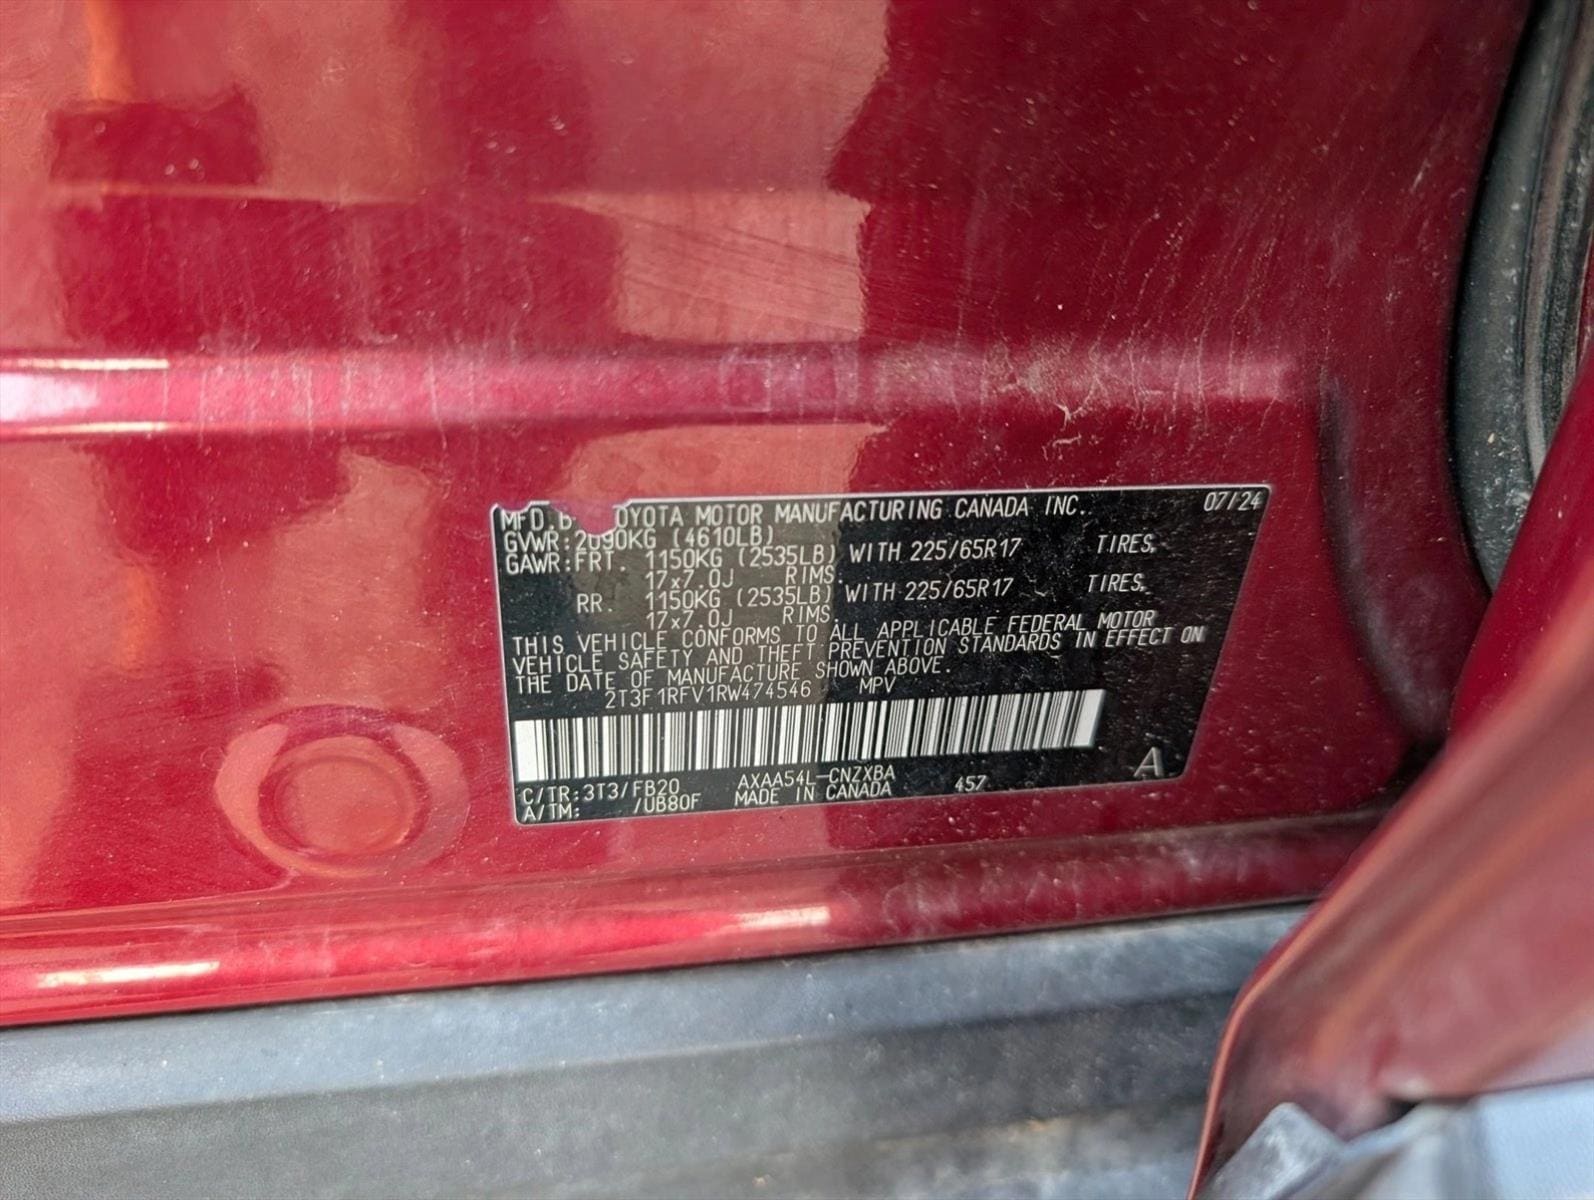 MFD.B OYOTA MOTOR MANUFACTURING CANADA INC. 07/24
GVWR:2090KG (4610LB)
GAWR:FRT. 1150KG (2535LB) WITH 225/65R17 TIRES,
17x7.0J RIMS.
RR. 1150KG (2535LB) WITH 225/65R17 TIRES,
17x7.0J RIMS
THIS VEHICLE CONFORMS TO ALL APPLICABLE FEDERAL MOTOR
VEHICLE SAFETY AND THEFT PREVENTION STANDARDS IN EFFECT ON
THE DATE OF MANUFACTURE SHOWN ABOVE.
2T3F1RFV1RW474546 MPV
C/TR:3T3/FB20 AXAA54L-CNZXBA 457 A
A/TM: /UB80F MADE IN CANADA